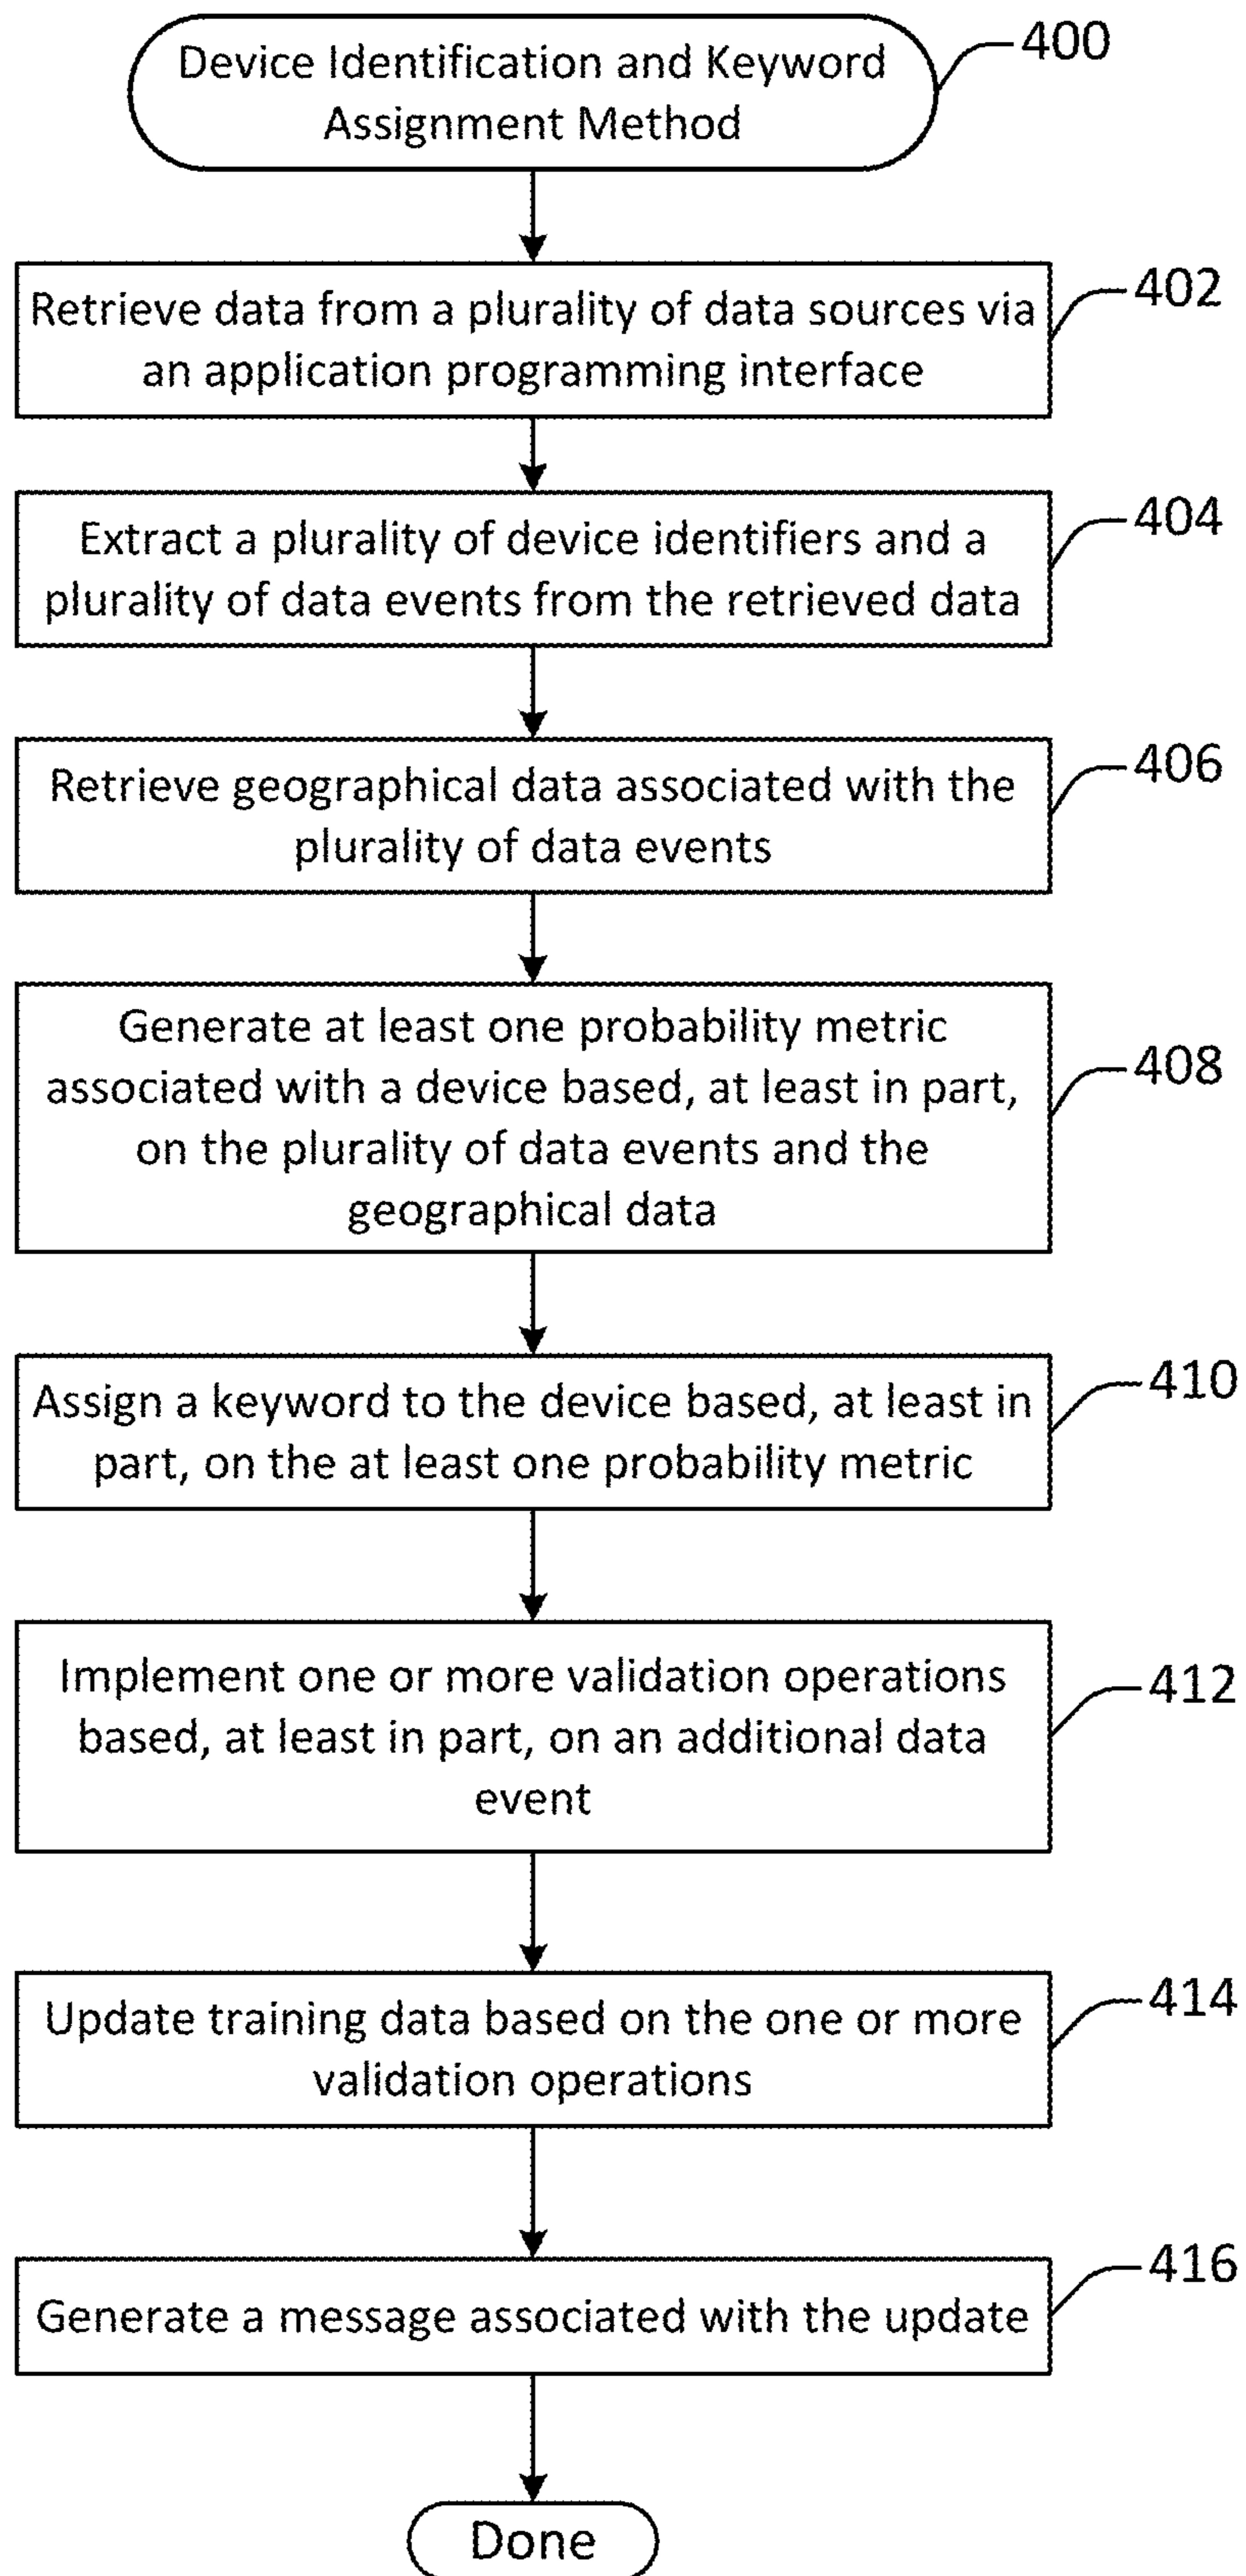 Device Identification and Keyword
Assignment Method
400
Retrieve data from a plurality of data sources via
an application programming interface
402
Extract a plurality of device identifiers and a
plurality of data events from the retrieved data
404
Retrieve geographical data associated with the
plurality of data events
406
Generate at least one probability metric
associated with a device based, at least in part,
on the plurality of data events and the
geographical data
408
Assign a keyword to the device based, at least in
part, on the at least one probability metric
410
Implement one or more validation operations
based, at least in part, on an additional data
event
412
Update training data based on the one or more
validation operations
414
Generate a message associated with the update
416
Done